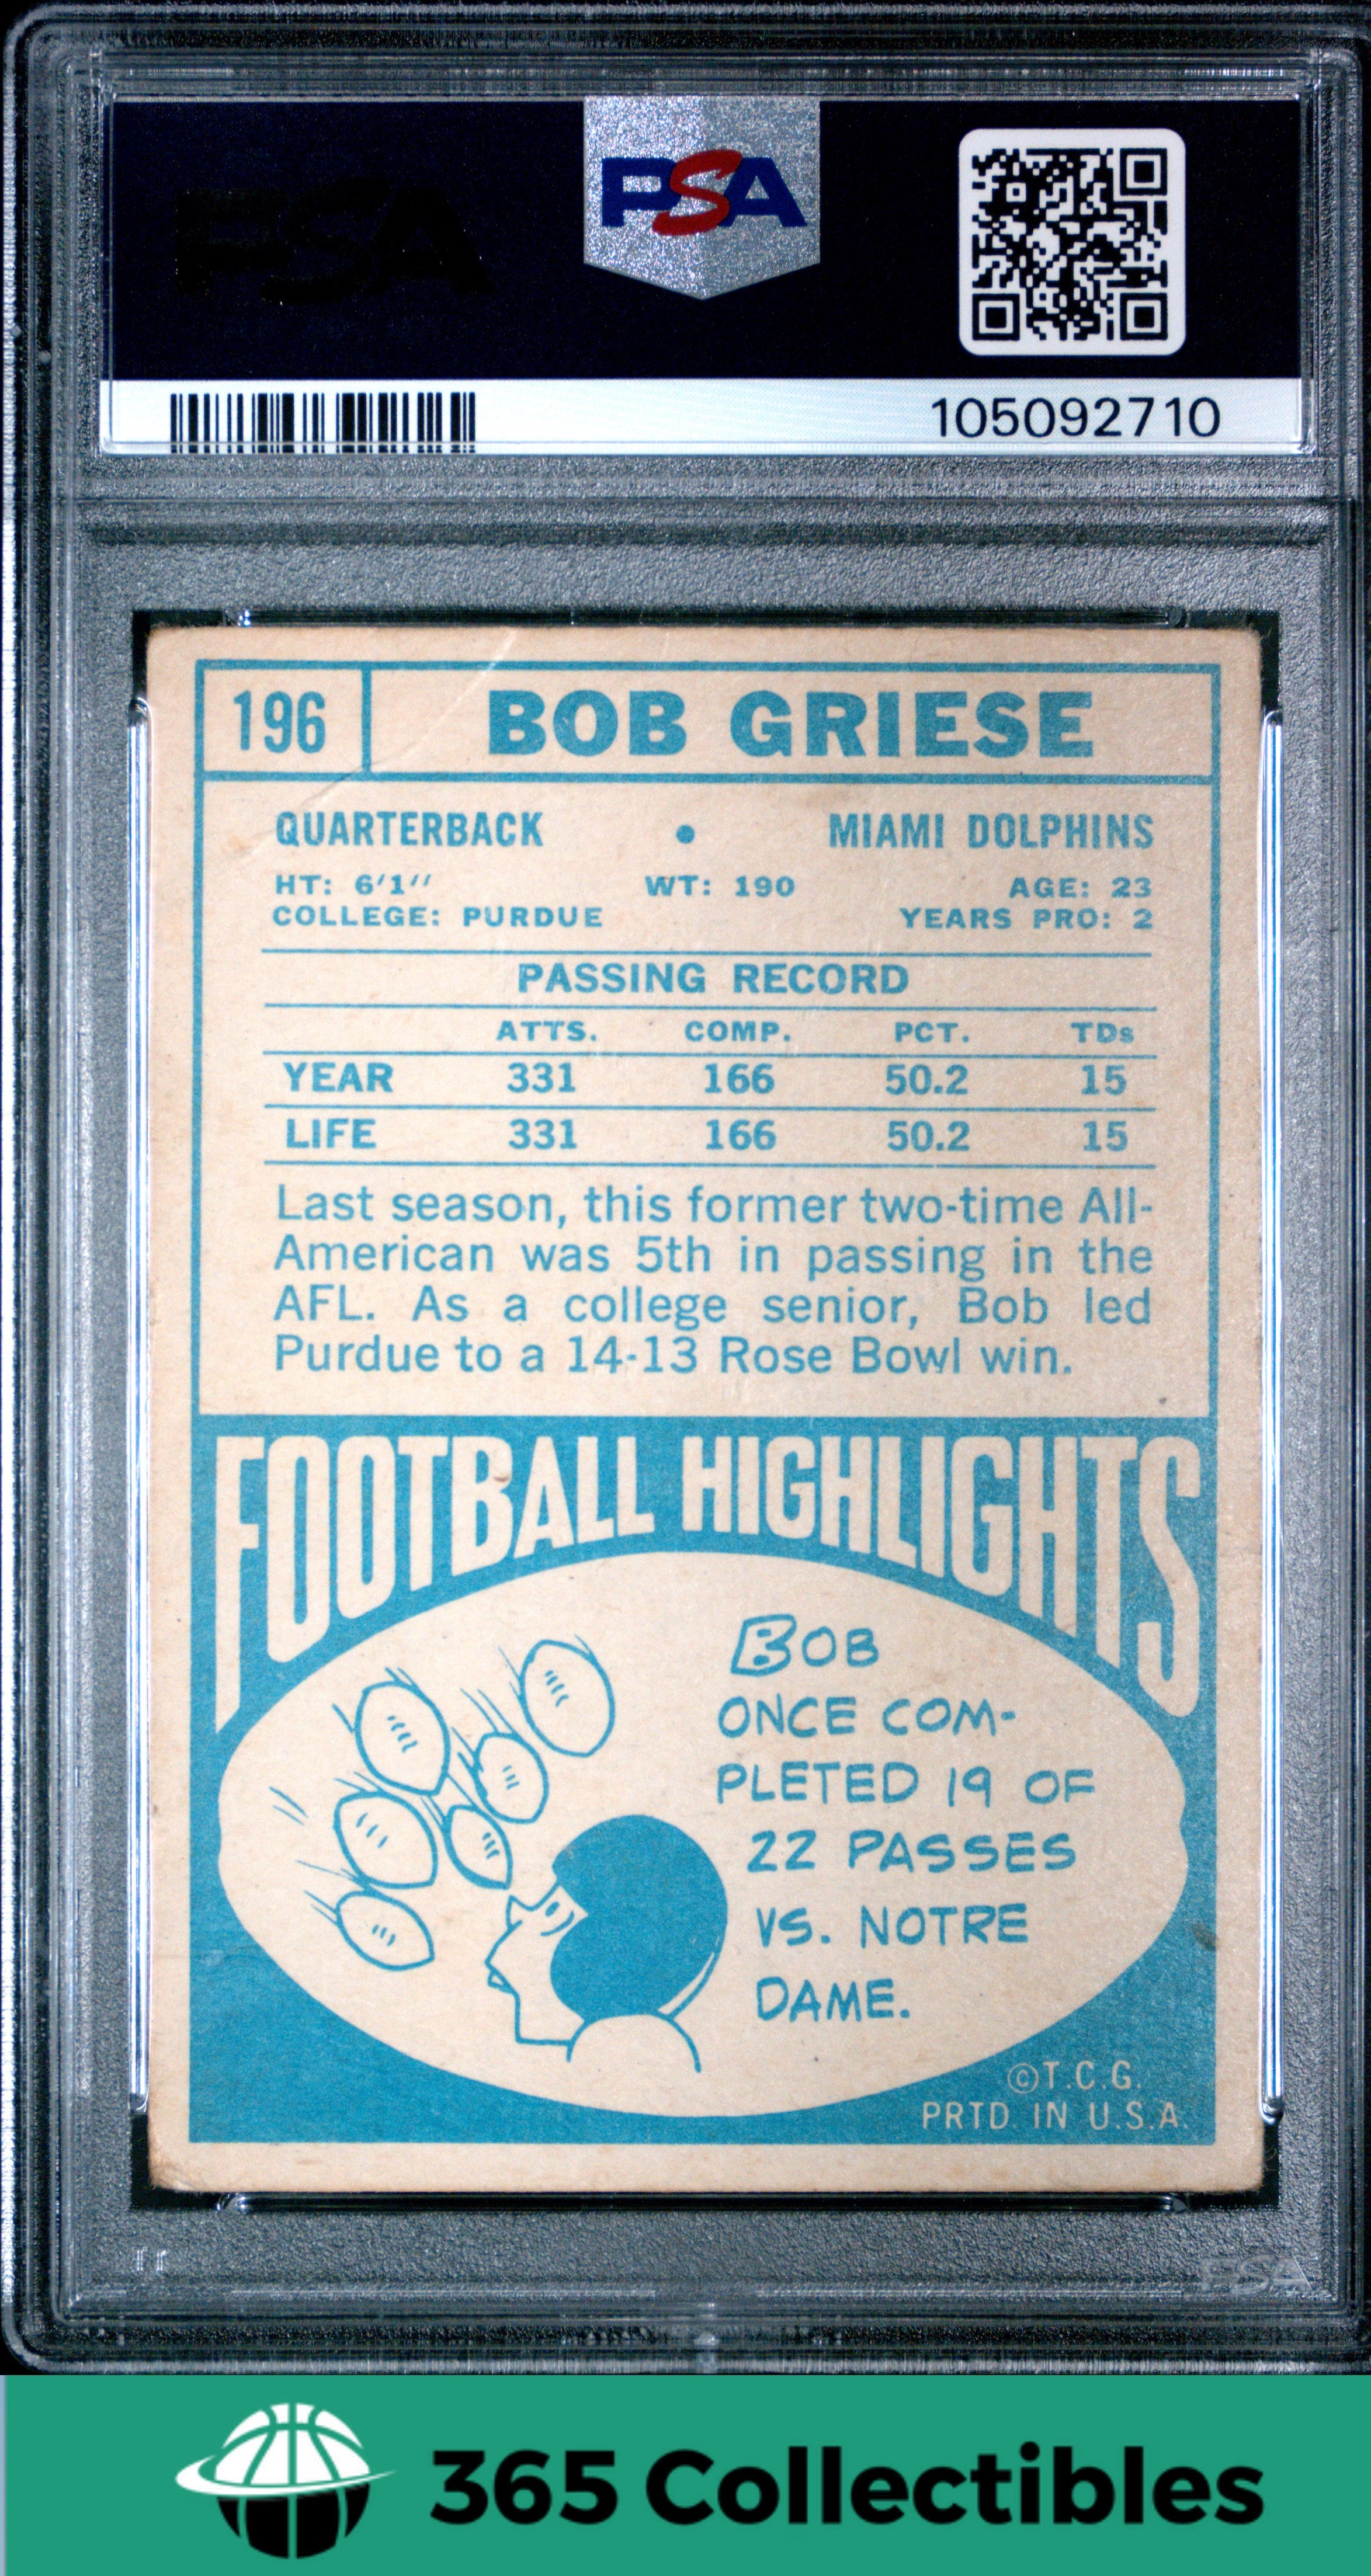 PSA
PSA
105092710
196 BOB GRIESE
QUARTERBACK • MIAMI DOLPHINS
HT: 6'1" WT: 190 AGE: 23
COLLEGE: PURDUE YEARS PRO: 2
PASSING RECORD
ATTS. COMP. PCT. TDs
YEAR 331 166 50.2 15
LIFE 331 166 50.2 15
Last season, this former two-time All-
American was 5th in passing in the
AFL. As a college senior, Bob led
Purdue to a 14-13 Rose Bowl win.
FOOTBALL HIGHLIGHTS
BOB
ONCE COM-
PLETED 19 OF
22 PASSES
VS. NOTRE
DAME.
©T.C.G.
PRTD. IN U.S.A.
PSA
365 Collectibles